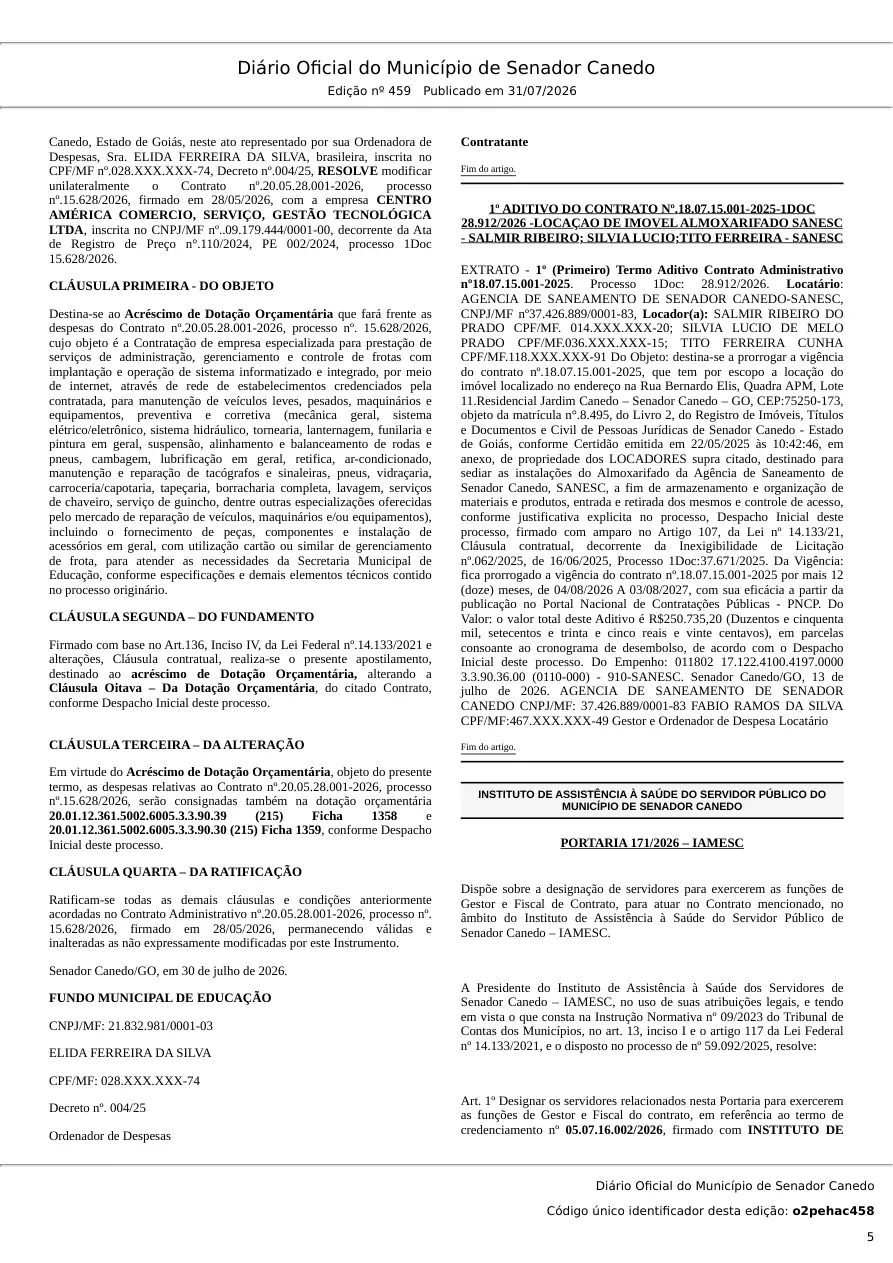 Diário Oficial do Município de Senador Canedo
Edição nº 459   Publicado em 31/07/2026
Canedo, Estado de Goiás, neste ato representado por sua Ordenadora de
Despesas, Sra. ELIDA FERREIRA DA SILVA, brasileira, inscrita no
CPF/MF nº.028.XXX.XXX-74, Decreto nº.004/25, RESOLVE modificar
unilateralmente o Contrato nº.20.05.28.001-2026, processo
nº.15.628/2026, firmado em 28/05/2026, com a empresa CENTRO
AMÉRICA COMERCIO, SERVIÇO, GESTÃO TECNOLÓGICA
LTDA, inscrita no CNPJ/MF nº.09.179.444/0001-00, decorrente da Ata
de Registro de Preço n°.110/2024, PE 002/2024, processo 1Doc
15.628/2026.
CLÁUSULA PRIMEIRA - DO OBJETO
Destina-se ao Acréscimo de Dotação Orçamentária que fará frente as
despesas do Contrato nº.20.05.28.001-2026, processo nº. 15.628/2026,
cujo objeto é a Contratação de empresa especializada para prestação de
serviços de administração, gerenciamento e controle de frotas com
implantação e operação de sistema informatizado e integrado, por meio
de internet, através de rede de estabelecimentos credenciados pela
contratada, para manutenção de veículos leves, pesados, maquinários e
equipamentos, preventiva e corretiva (mecânica geral, sistema
elétrico/eletrônico, sistema hidráulico, tornearia, lanternagem, funilaria e
pintura em geral, suspensão, alinhamento e balanceamento de rodas e
pneus, cambagem, lubrificação em geral, retifica, ar-condicionado,
manutenção e reparação de tacógrafos e sinaleiras, pneus, vidraçaria,
carroceria/capotaria, tapeçaria, borracharia completa, lavagem, serviços
de chaveiro, serviço de guincho, dentre outras especializações oferecidas
pelo mercado de reparação de veículos, maquinários e/ou equipamentos),
incluindo o fornecimento de peças, componentes e instalação de
acessórios em geral, com utilização cartão ou similar de gerenciamento
de frota, para atender as necessidades da Secretaria Municipal de
Educação, conforme especificações e demais elementos técnicos contido
no processo originário.
CLÁUSULA SEGUNDA – DO FUNDAMENTO
Firmado com base no Art.136, Inciso IV, da Lei Federal nº.14.133/2021 e
alterações, Cláusula contratual, realiza-se o presente apostilamento,
destinado ao acréscimo de Dotação Orçamentária, alterando a
Cláusula Oitava – Da Dotação Orçamentária, do citado Contrato,
conforme Despacho Inicial deste processo.
CLÁUSULA TERCEIRA – DA ALTERAÇÃO
Em virtude do Acréscimo de Dotação Orçamentária, objeto do presente
termo, as despesas relativas ao Contrato nº.20.05.28.001-2026, processo
nº.15.628/2026, serão consignadas também na dotação orçamentária
20.01.12.361.5002.6005.3.3.90.39 (215) Ficha 1358 e
20.01.12.361.5002.6005.3.3.90.30 (215) Ficha 1359, conforme Despacho
Inicial deste processo.
CLÁUSULA QUARTA – DA RATIFICAÇÃO
Ratificam-se todas as demais cláusulas e condições anteriormente
acordadas no Contrato Administrativo nº.20.05.28.001-2026, processo nº.
15.628/2026, firmado em 28/05/2026, permanecendo válidas e
inalteradas as não expressamente modificadas por este Instrumento.
Senador Canedo/GO, em 30 de julho de 2026.
FUNDO MUNICIPAL DE EDUCAÇÃO
CNPJ/MF: 21.832.981/0001-03
ELIDA FERREIRA DA SILVA
CPF/MF: 028.XXX.XXX-74
Decreto nº. 004/25
Ordenador de Despesas
Contratante
Fim do artigo.
1º ADITIVO DO CONTRATO Nº.18.07.15.001-2025-1DOC
28.912/2026 -LOCAÇAO DE IMOVEL ALMOXARIFADO SANESC
- SALMIR RIBEIRO; SILVIA LUCIO;TITO FERREIRA - SANESC
EXTRATO - 1º (Primeiro) Termo Aditivo Contrato Administrativo
nº18.07.15.001-2025. Processo 1Doc: 28.912/2026. Locatário:
AGENCIA DE SANEAMENTO DE SENADOR CANEDO-SANESC,
CNPJ/MF nº37.426.889/0001-83, Locador(a): SALMIR RIBEIRO DO
PRADO CPF/MF. 014.XXX.XXX-20; SILVIA LUCIO DE MELO
PRADO CPF/MF.036.XXX.XXX-15; TITO FERREIRA CUNHA
CPF/MF.118.XXX.XXX-91 Do Objeto: destina-se a prorrogar a vigência
do contrato nº.18.07.15.001-2025, que tem por escopo a locação do
imóvel localizado no endereço na Rua Bernardo Elis, Quadra APM, Lote
11.Residencial Jardim Canedo – Senador Canedo – GO, CEP:75250-173,
objeto da matrícula n°.8.495, do Livro 2, do Registro de Imóveis, Títulos
e Documentos e Civil de Pessoas Jurídicas de Senador Canedo - Estado
de Goiás, conforme Certidão emitida em 22/05/2025 às 10:42:46, em
anexo, de propriedade dos LOCADORES supra citado, destinado para
sediar as instalações do Almoxarifado da Agência de Saneamento de
Senador Canedo, SANESC, a fim de armazenamento e organização de
materiais e produtos, entrada e retirada dos mesmos e controle de acesso,
conforme justificativa explicita no processo, Despacho Inicial deste
processo, firmado com amparo no Artigo 107, da Lei nº 14.133/21,
Cláusula contratual, decorrente da Inexigibilidade de Licitação
nº.062/2025, de 16/06/2025, Processo 1Doc:37.671/2025. Da Vigência:
fica prorrogado a vigência do contrato nº.18.07.15.001-2025 por mais 12
(doze) meses, de 04/08/2026 A 03/08/2027, com sua eficácia a partir da
publicação no Portal Nacional de Contratações Públicas - PNCP. Do
Valor: o valor total deste Aditivo é R$250.735,20 (Duzentos e cinquenta
mil, setecentos e trinta e cinco reais e vinte centavos), em parcelas
consoante ao cronograma de desembolso, de acordo com o Despacho
Inicial deste processo. Do Empenho: 011802 17.122.4100.4197.0000
3.3.90.36.00 (0110-000) - 910-SANESC. Senador Canedo/GO, 13 de
julho de 2026. AGENCIA DE SANEAMENTO DE SENADOR
CANEDO CNPJ/MF: 37.426.889/0001-83 FABIO RAMOS DA SILVA
CPF/MF:467.XXX.XXX-49 Gestor e Ordenador de Despesa Locatário
Fim do artigo.
INSTITUTO DE ASSISTÊNCIA À SAÚDE DO SERVIDOR PÚBLICO DO
MUNICÍPIO DE SENADOR CANEDO
PORTARIA 171/2026 – IAMESC
Dispõe sobre a designação de servidores para exercerem as funções de
Gestor e Fiscal de Contrato, para atuar no Contrato mencionado, no
âmbito do Instituto de Assistência à Saúde do Servidor Público de
Senador Canedo – IAMESC.
A Presidente do Instituto de Assistência à Saúde dos Servidores de
Senador Canedo – IAMESC, no uso de suas atribuições legais, e tendo
em vista o que consta na Instrução Normativa nº 09/2023 do Tribunal de
Contas dos Municípios, no art. 13, inciso I e o artigo 117 da Lei Federal
nº 14.133/2021, e o disposto no processo de nº 59.092/2025, resolve:
Art. 1º Designar os servidores relacionados nesta Portaria para exercerem
as funções de Gestor e Fiscal do contrato, em referência ao termo de
credenciamento nº 05.07.16.002/2026, firmado com INSTITUTO DE
Diário Oficial do Município de Senador Canedo
Código único identificador desta edição: o2pehac458
5